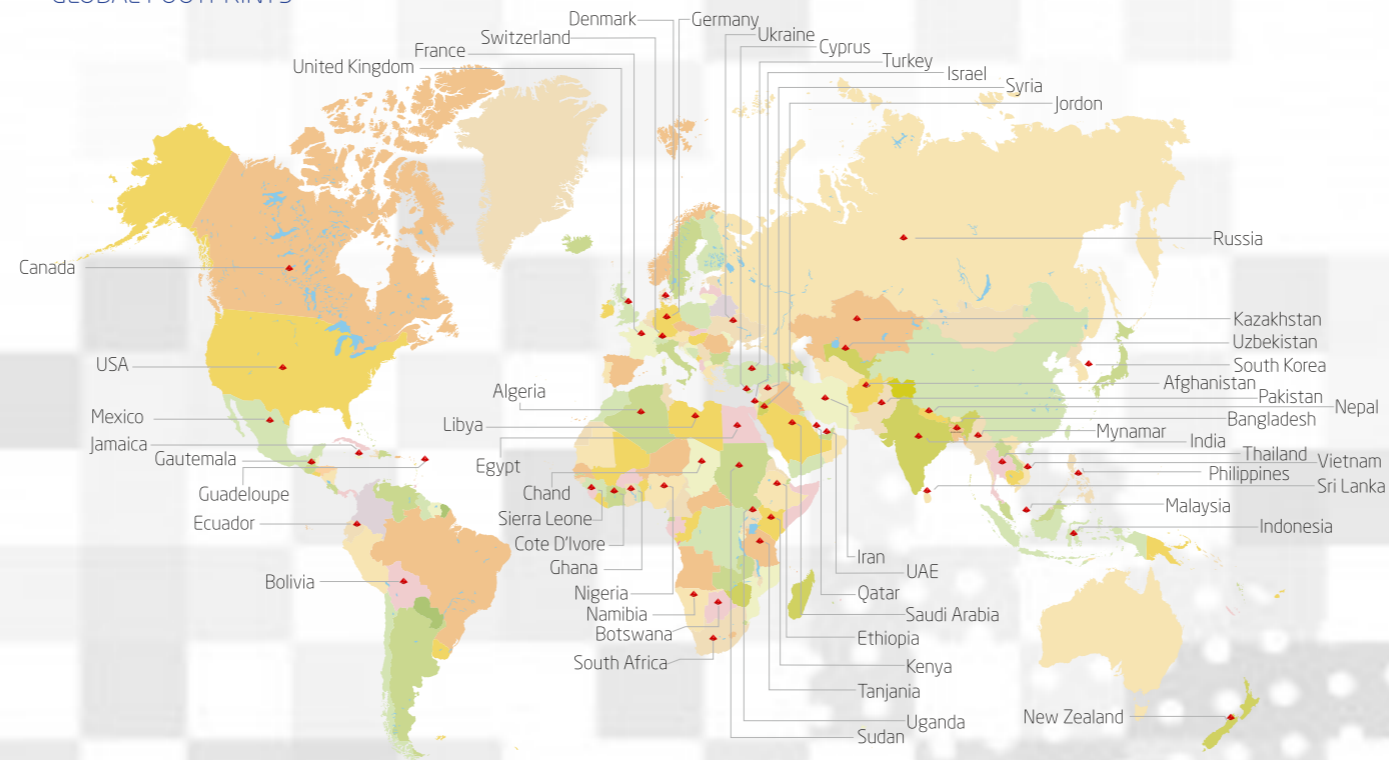 GLOBAL FOOTPRINTS
Denmark
Germany
Switzerland
Ukraine
France
Cyprus
United Kingdom
Turkey
Israel
Syria
Jordon
Russia
Canada
Kazakhstan
Uzbekistan
USA
South Korea
Afghanistan
Pakistan
Nepal
Algeria
Mexico
Bangladesh
Libya
Mynamar
India
Jamaica
Gautemala
Thailand
Vietnam
Egypt
Philippines
Guadeloupe
Chand
Sri Lanka
Malaysia
Sierra Leone
Ecuador
Indonesia
Cote D'Ivore
Iran
Ghana
UAE
Bolivia
Nigeria
Qatar
Namibia
Saudi Arabia
Botswana
Ethiopia
South Africa
Kenya
Tanjania
New Zealand
Uganda
Sudan